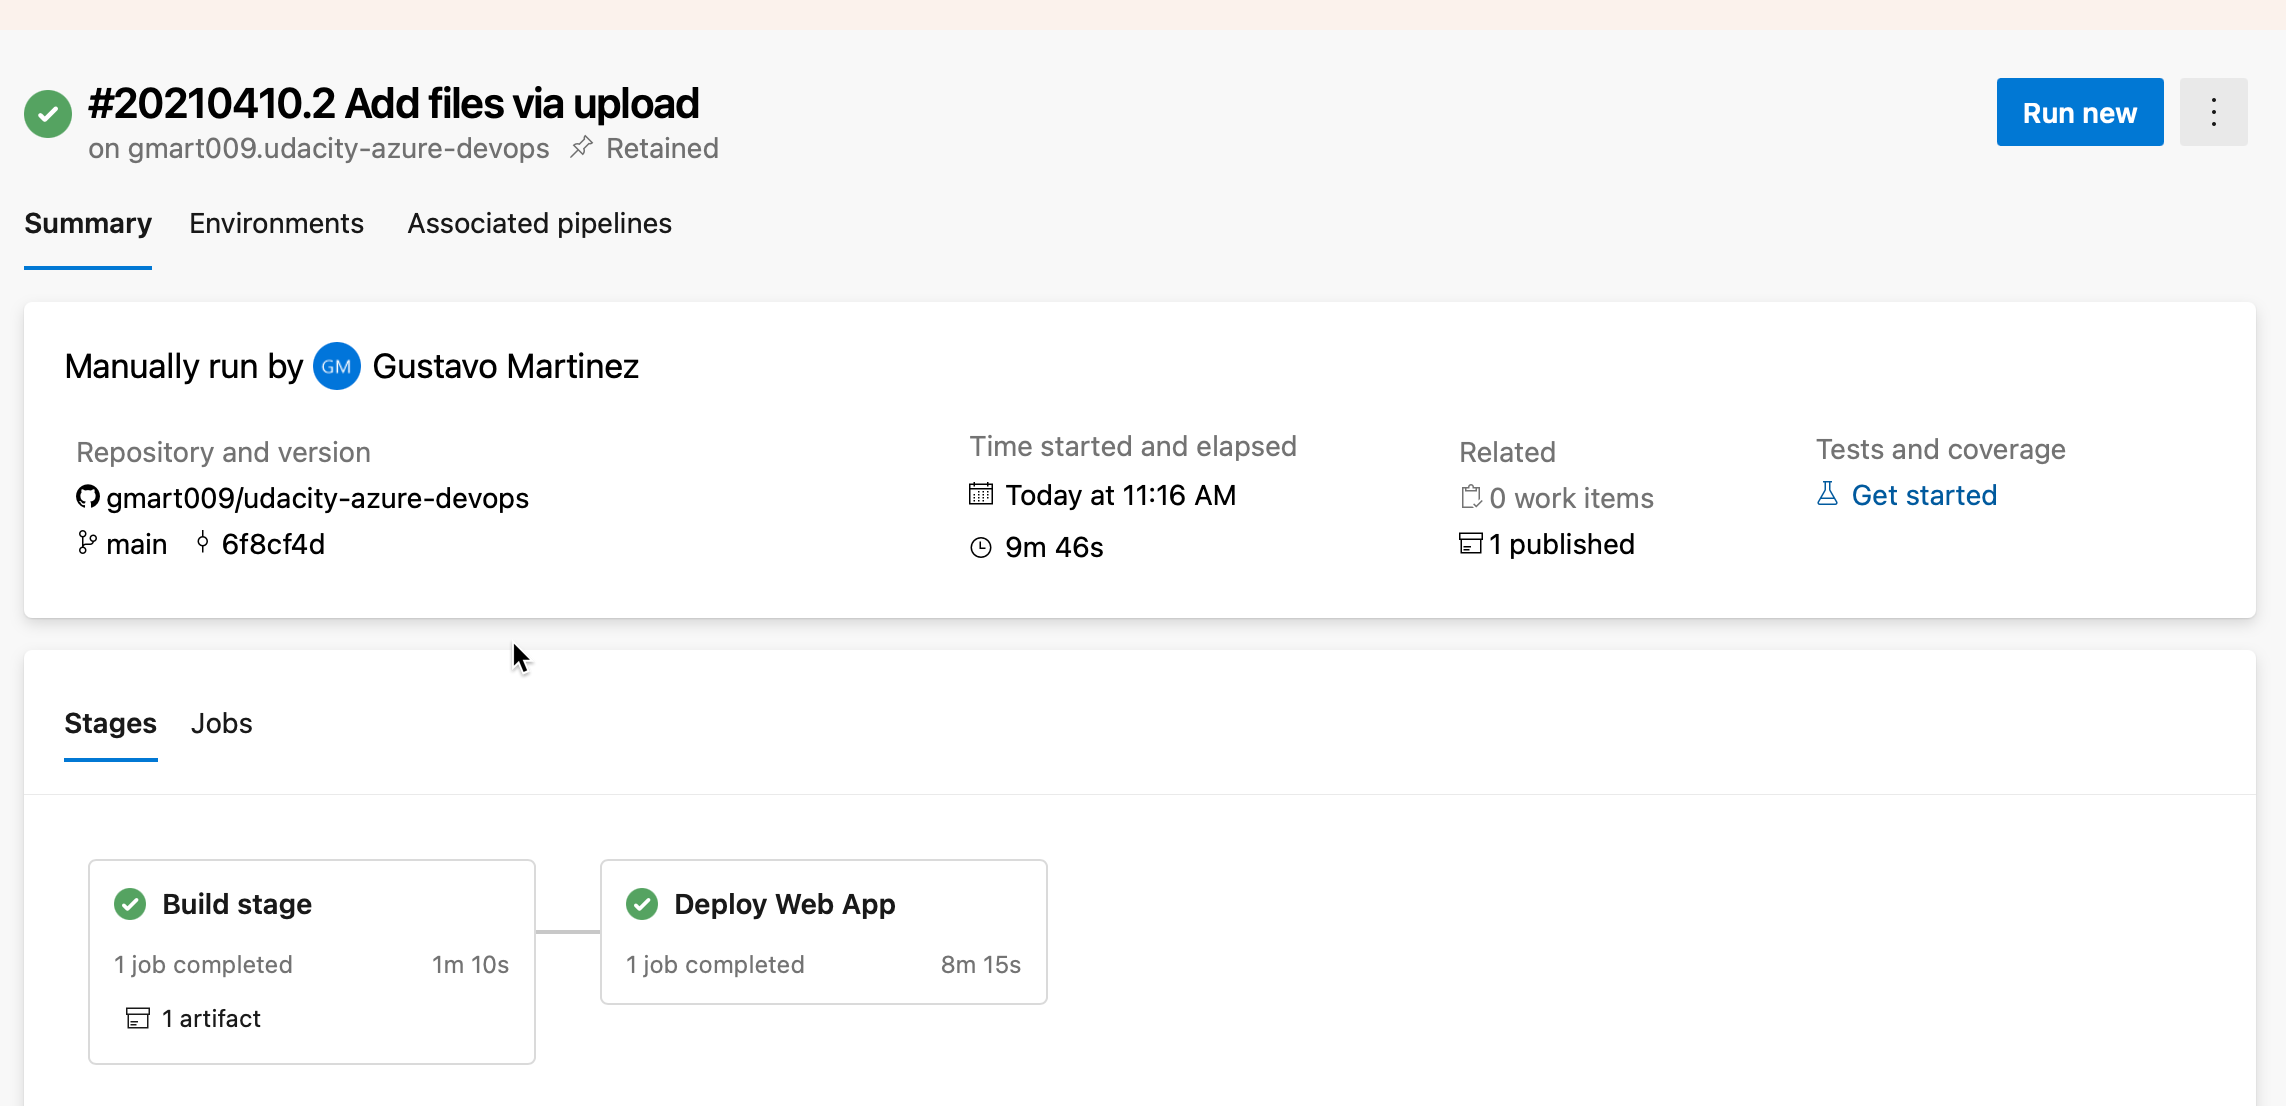 #20210410.2 Add files via upload
on gmart009.udacity-azure-devops Retained
Run new
Summary Environments Associated pipelines
Manually run by GM Gustavo Martinez
Repository and version
gmart009/udacity-azure-devops
main 6f8cf4d
Time started and elapsed
Today at 11:16 AM
9m 46s
Related
0 work items
1 published
Tests and coverage
Get started
Stages Jobs
Build stage
1 job completed 1m 10s
1 artifact
Deploy Web App
1 job completed 8m 15s